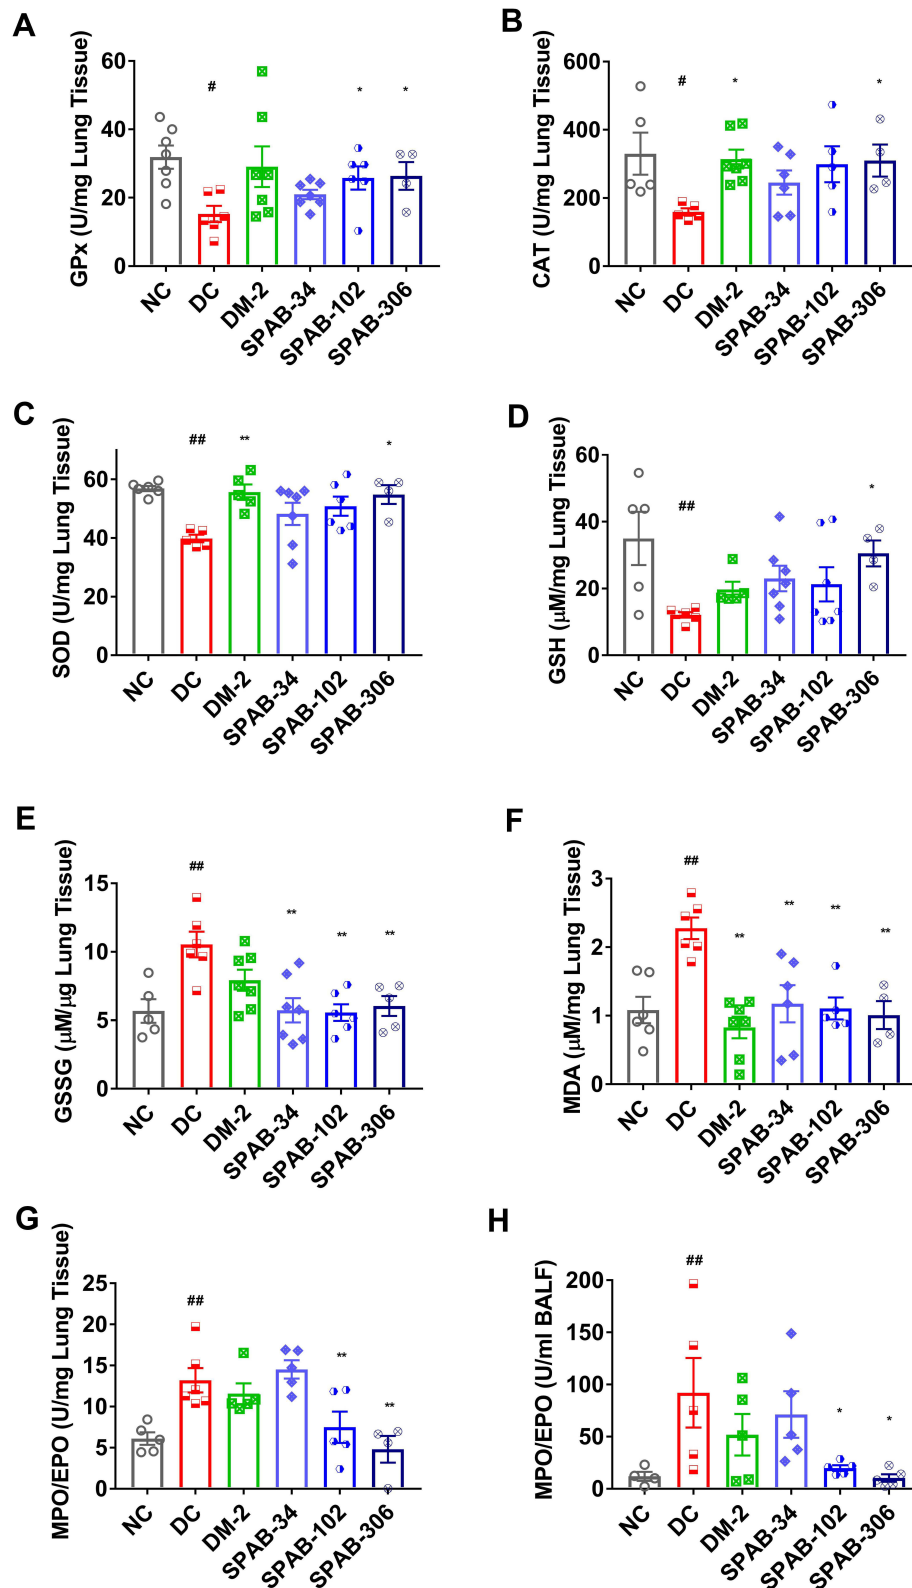 A
GPx (U/mg Lung Tissue)
60
40
20
0
#
*
*
NC
DC
DM-2
SPAB-34
SPAB-102
SPAB-306
B
CAT (U/mg Lung Tissue)
600
400
200
0
#
*
*
NC
DC
DM-2
SPAB-34
SPAB-102
SPAB-306
C
SOD (U/mg Lung Tissue)
60
40
20
0
##
**
*
NC
DC
DM-2
SPAB-34
SPAB-102
SPAB-306
D
GSH (μM/mg Lung Tissue)
60
40
20
0
##
*
NC
DC
DM-2
SPAB-34
SPAB-102
SPAB-306
E
GSSG (μM/μg Lung Tissue)
15
10
5
0
##
**
**
**
NC
DC
DM-2
SPAB-34
SPAB-102
SPAB-306
F
MDA (μM/mg Lung Tissue)
3
2
1
0
##
**
**
**
**
NC
DC
DM-2
SPAB-34
SPAB-102
SPAB-306
G
MPO/EPO (U/mg Lung Tissue)
25
20
15
10
5
0
##
**
**
NC
DC
DM-2
SPAB-34
SPAB-102
SPAB-306
H
MPO/EPO (U/ml BALF)
200
150
100
50
0
##
*
*
NC
DC
DM-2
SPAB-34
SPAB-102
SPAB-306